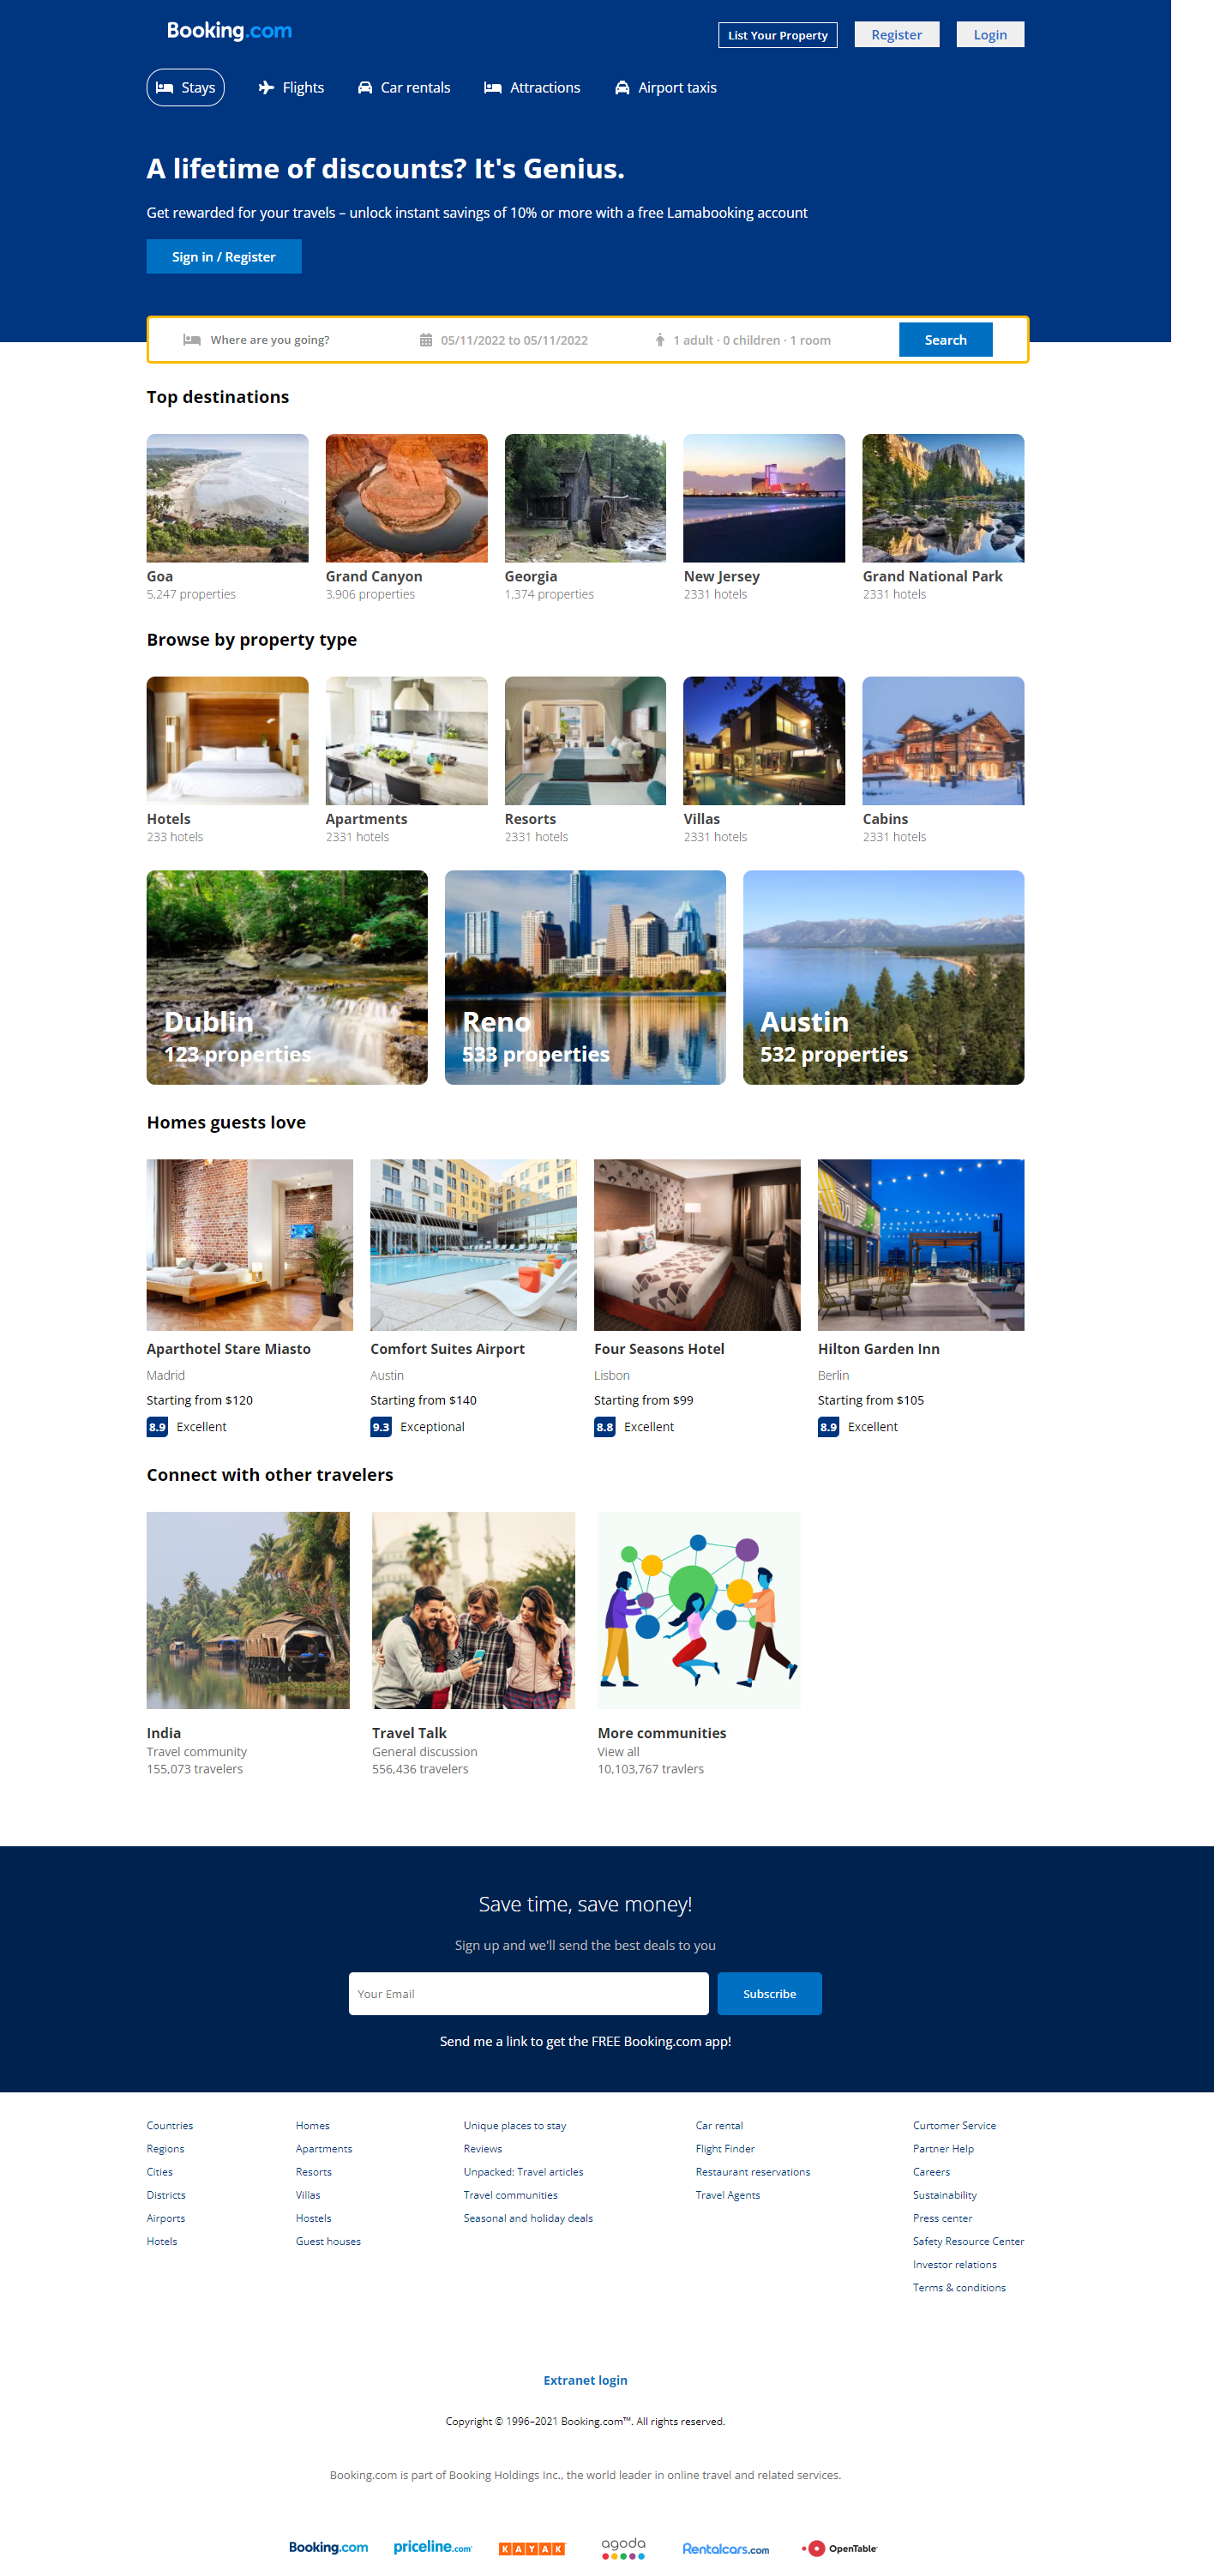 Booking.com
List Your Property
Register
Login
Stays
Flights
Car rentals
Attractions
Airport taxis
A lifetime of discounts? It's Genius.
Get rewarded for your travels – unlock instant savings of 10% or more with a free Lamabooking account
Sign in / Register
Where are you going?
05/11/2022 to 05/11/2022
1 adult · 0 children · 1 room
Search
Top destinations
Goa
5,247 properties
Grand Canyon
3,906 properties
Georgia
1,374 properties
New Jersey
2331 hotels
Grand National Park
2331 hotels
Browse by property type
Hotels
233 hotels
Apartments
2331 hotels
Resorts
2331 hotels
Villas
2331 hotels
Cabins
2331 hotels
Dublin
123 properties
Reno
533 properties
Austin
532 properties
Homes guests love
Aparthotel Stare Miasto
Madrid
Starting from $120
8.9 Excellent
Comfort Suites Airport
Austin
Starting from $140
9.3 Exceptional
Four Seasons Hotel
Lisbon
Starting from $99
8.8 Excellent
Hilton Garden Inn
Berlin
Starting from $105
8.9 Excellent
Connect with other travelers
India
Travel community
155,073 travelers
Travel Talk
General discussion
556,436 travelers
More communities
View all
10,103,767 travlers
Save time, save money!
Sign up and we'll send the best deals to you
Your Email
Subscribe
Send me a link to get the FREE Booking.com app!
Countries
Regions
Cities
Districts
Airports
Hotels
Homes
Apartments
Resorts
Villas
Hostels
Guest houses
Unique places to stay
Reviews
Unpacked: Travel articles
Travel communities
Seasonal and holiday deals
Car rental
Flight Finder
Restaurant reservations
Travel Agents
Curtomer Service
Partner Help
Careers
Sustainability
Press center
Safety Resource Center
Investor relations
Terms & conditions
Extranet login
Copyright © 1996–2021 Booking.com™. All rights reserved.
Booking.com is part of Booking Holdings Inc., the world leader in online travel and related services.
Booking.com
priceline.com
KAYAK
agoda
Rentalcars.com
OpenTable